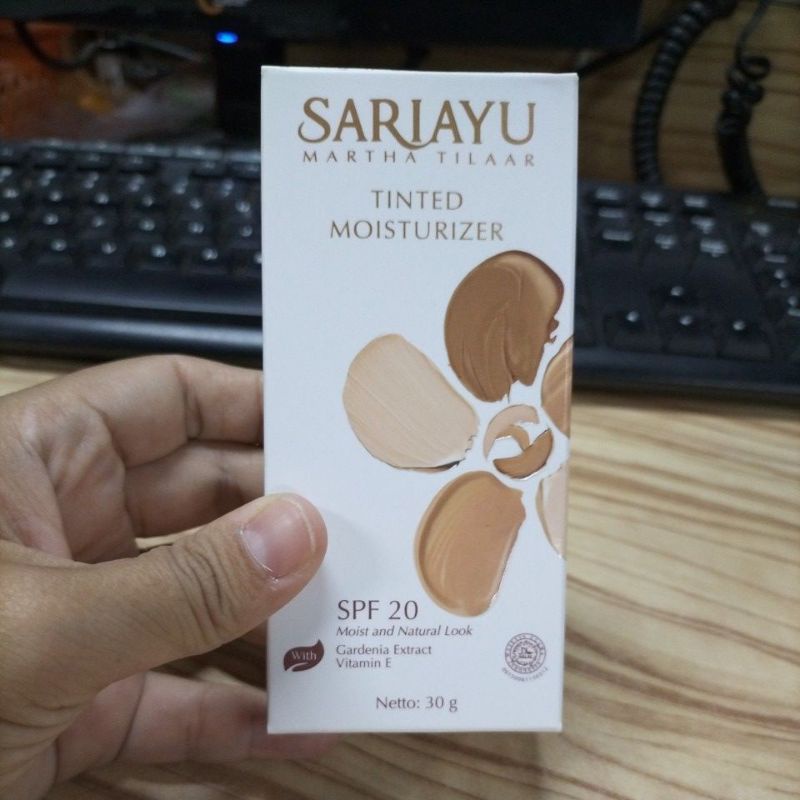 SARIAYU
MARTHA TILAAR
TINTED
MOISTURIZER
SPF 20
Moist and Natural Look
With
Gardenia Extract
Vitamin E
Netto: 30 g